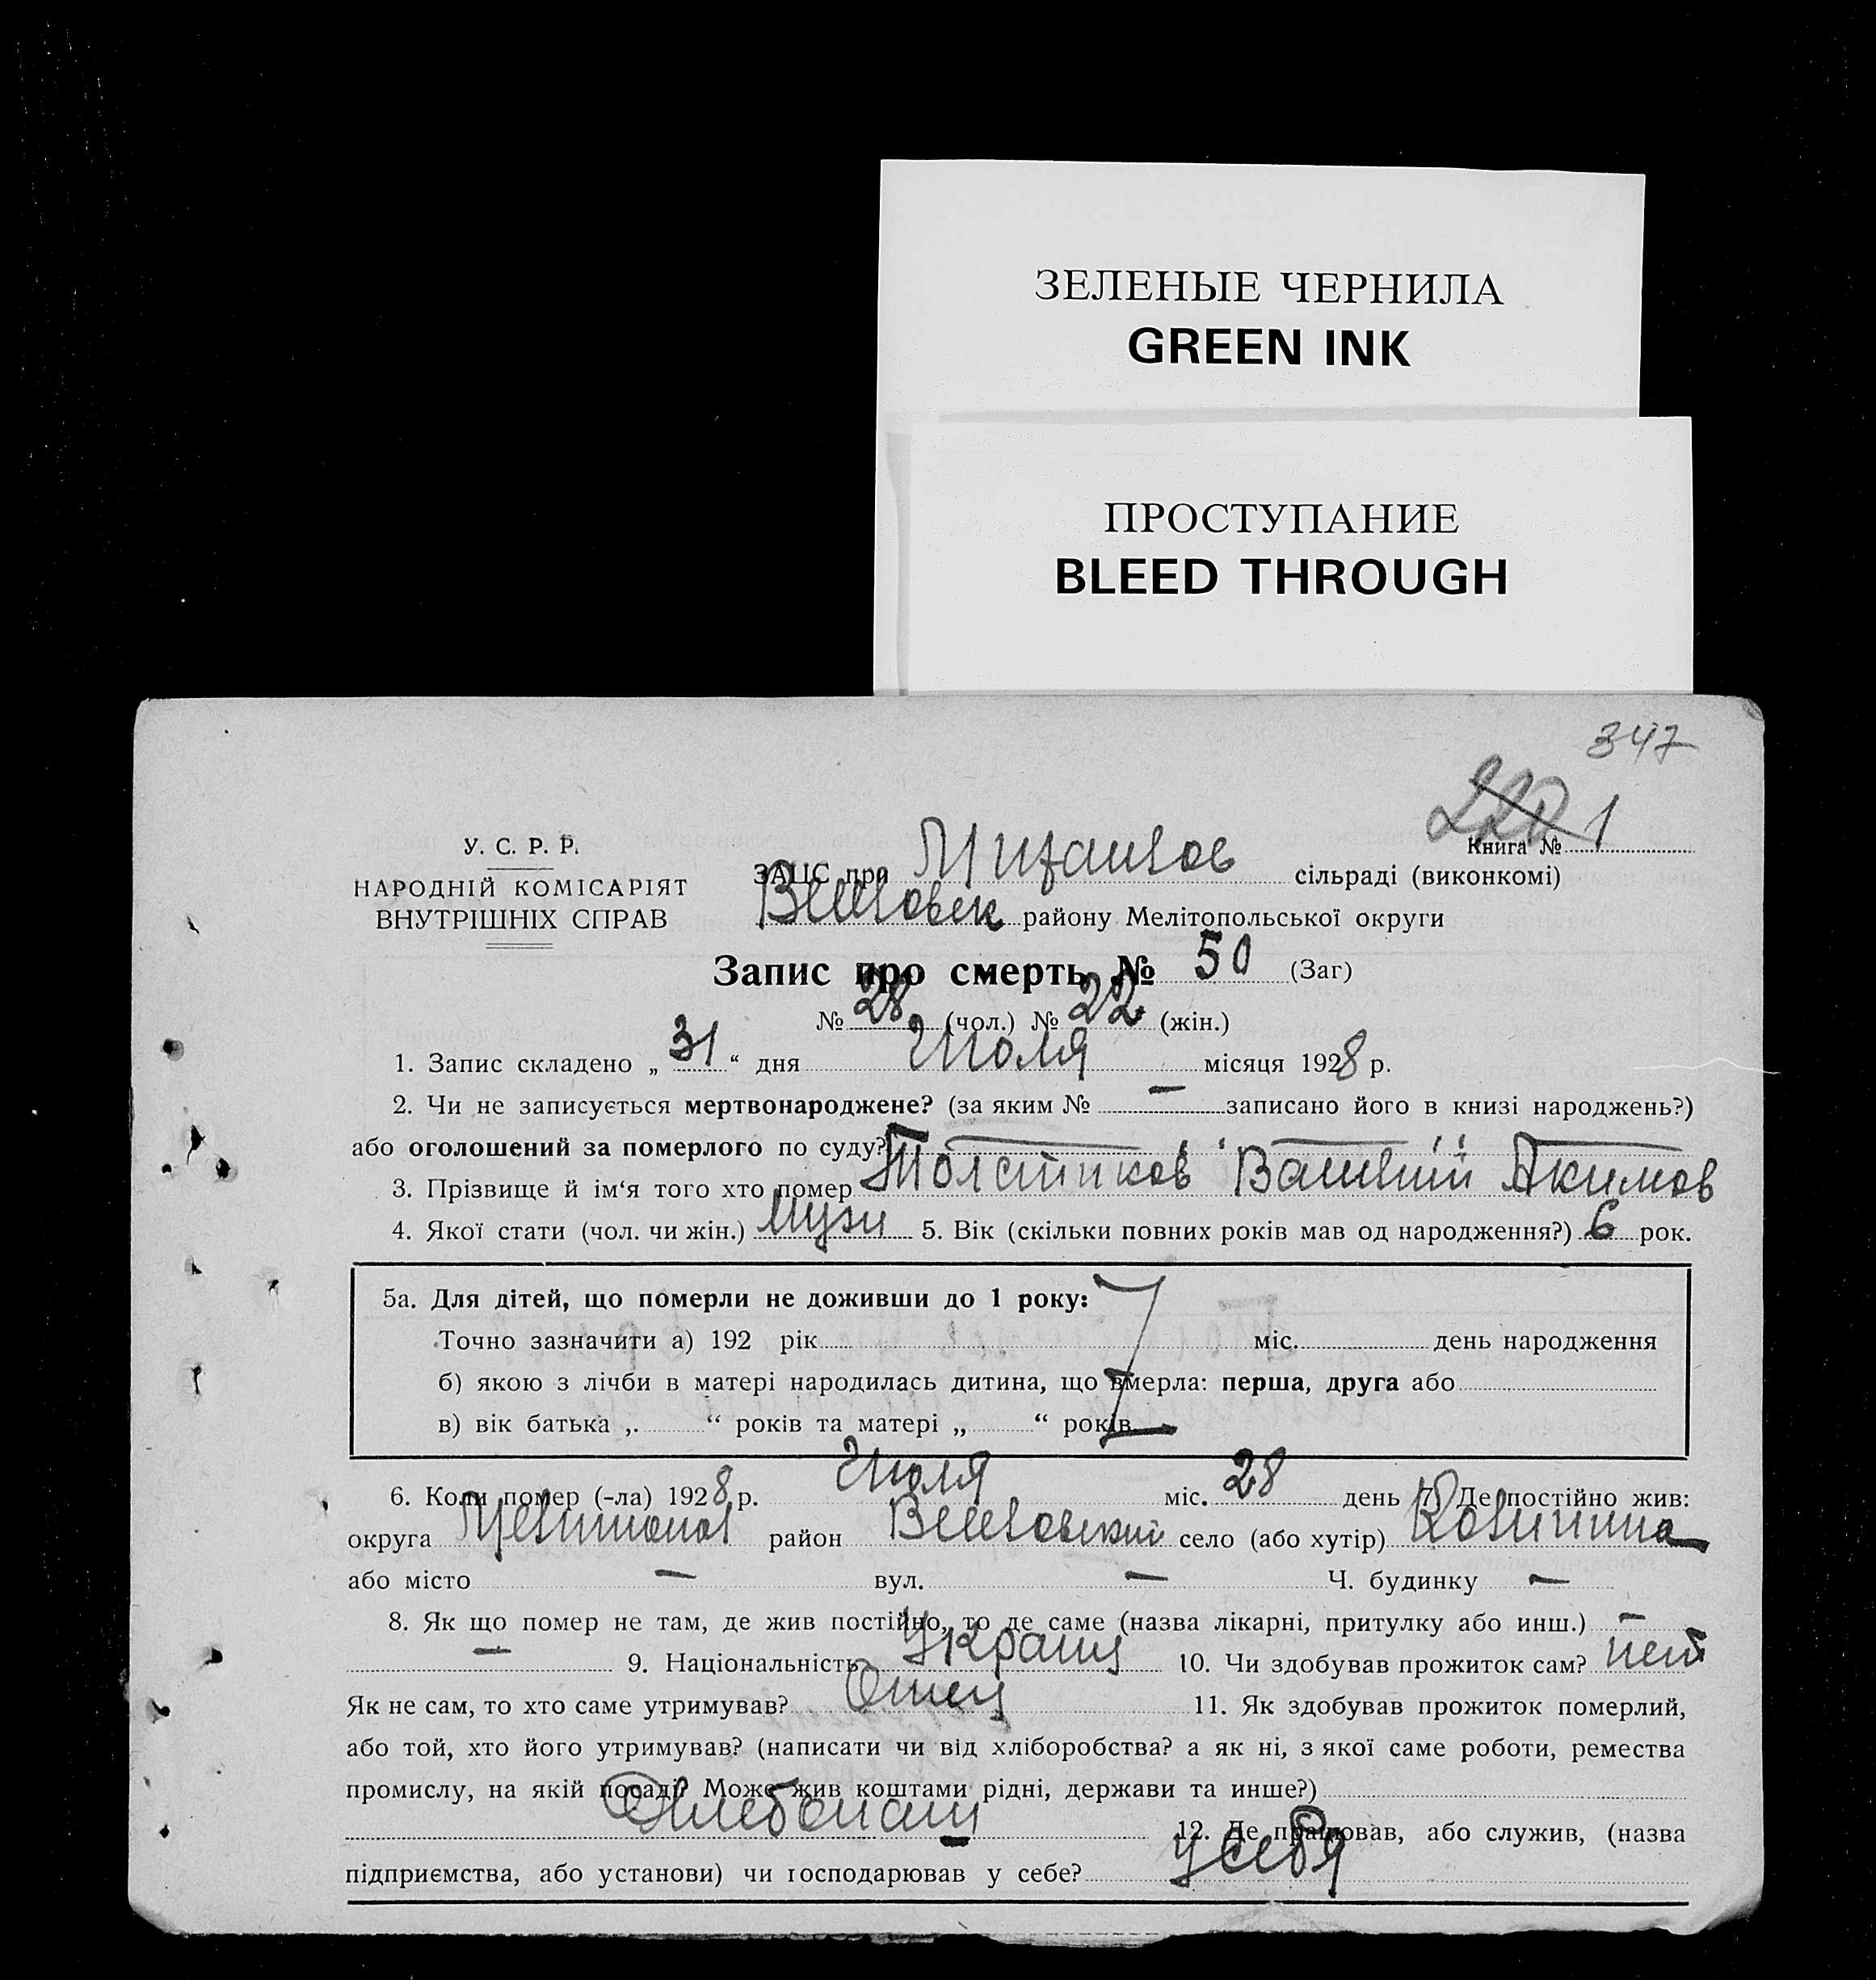 ЗЕЛЕНЫЕ ЧЕРНИЛА
GREEN INK
ПРОСТУПАНИЕ
BLEED THROUGH
347
220 1
Книга №
У. С. Р. Р.
НАРОДНІЙ КОМІСАРІЯТ
ВНУТРІШНІХ СПРАВ
ЗАЦС при сільраді (виконкомі)
району Мелітопольської округи
Запис про смерть № 50 (Заг)
№ 28 (чол.) № 22 (жін.)
1. Запис складено „ 31 “ дня Июля місяця 1928 р.
2. Чи не записується мертвонароджене? (за яким № — записано його в книзі народжень?)
або оголошений за померлого по суду?
3. Прізвище й ім‘я того хто помер Толстиков Василий Акимов
4. Якої стати (чол. чи жін.) Муж 5. Вік (скільки повних років мав од народження?) 6 рок.
5а. Для дітей, що померли не доживши до 1 року:
Точно зазначити а) 192 рік міс. день народження
б) якою з лічби в матері народилась дитина, що вмерла: перша, друга або
в) вік батька „ “ років та матері „ “ років
6. Коли помер (-ла) 1928 р. Июля міс. 28 день 7. Де постійно жив:
округа Мелитопол район Веселовский село (або хутір)
або місто — вул. — Ч. будинку —
8. Як що помер не там, де жив постійно, то де саме (назва лікарні, притулку або инш.) —
— 9. Національність Украин 10. Чи здобував прожиток сам? нет
Як не сам, то хто саме утримував? Отец 11. Як здобував прожиток померлий,
або той, хто його утримував? (написати чи від хліборобства? а як ні, з якої саме роботи, ремества
промислу, на якій посаді? Може жив коштами рідні, держави та инше?)
Хлебопаш 12. Де працював, або служив, (назва
підприємства, або установи) чи господарював у себе? у себя